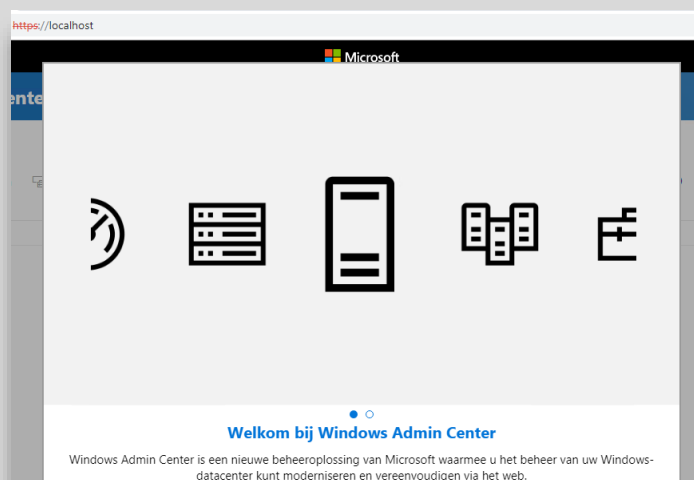 https://localhost
Microsoft
ente
Welkom bij Windows Admin Center
Windows Admin Center is een nieuwe beheeroplossing van Microsoft waarmee u het beheer van uw Windows-
datacenter kunt moderniseren en vereenvoudigen via het web.